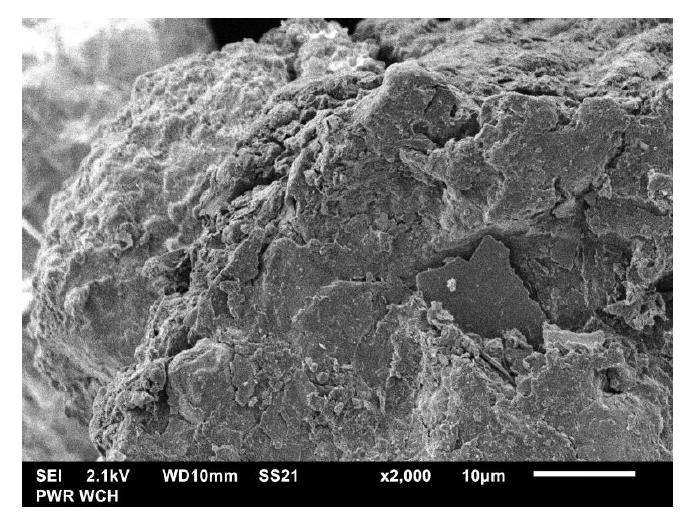 SEI 2.1kV WD10mm SS21 x2,000 10μm
PWR WCH